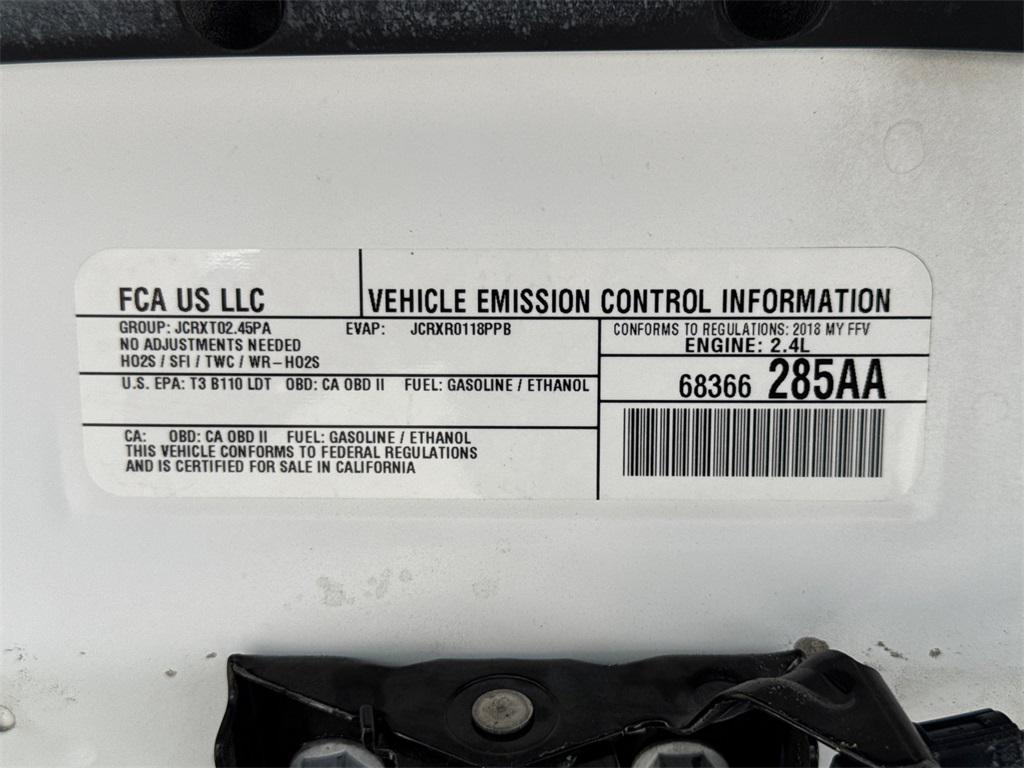 FCA US LLC
VEHICLE EMISSION CONTROL INFORMATION
GROUP: JCRXT02.45PA EVAP: JCRXR0118PPB
NO ADJUSTMENTS NEEDED
HO2S / SFI / TWC / WR-HO2S
U.S. EPA: T3 B110 LDT OBD: CA OBD II FUEL: GASOLINE / ETHANOL
CA: OBD: CA OBD II FUEL: GASOLINE / ETHANOL
THIS VEHICLE CONFORMS TO FEDERAL REGULATIONS
AND IS CERTIFIED FOR SALE IN CALIFORNIA
CONFORMS TO REGULATIONS: 2018 MY FFV
ENGINE: 2.4L
68366 285AA